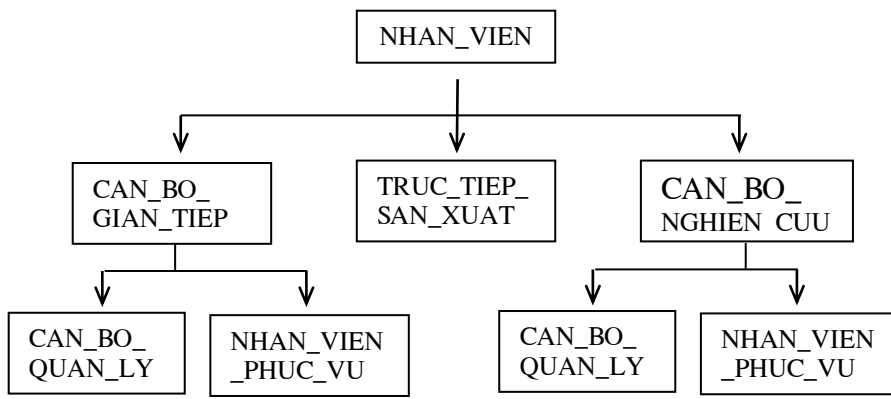 NHAN_VIEN
CAN_BO_
GIAN_TIEP
TRUC_TIEP_
SAN_XUAT
CAN_BO_
NGHIEN CUU
CAN_BO_
QUAN_LY
NHAN_VIEN
_PHUC_VU
CAN_BO_
QUAN_LY
NHAN_VIEN
_PHUC_VU